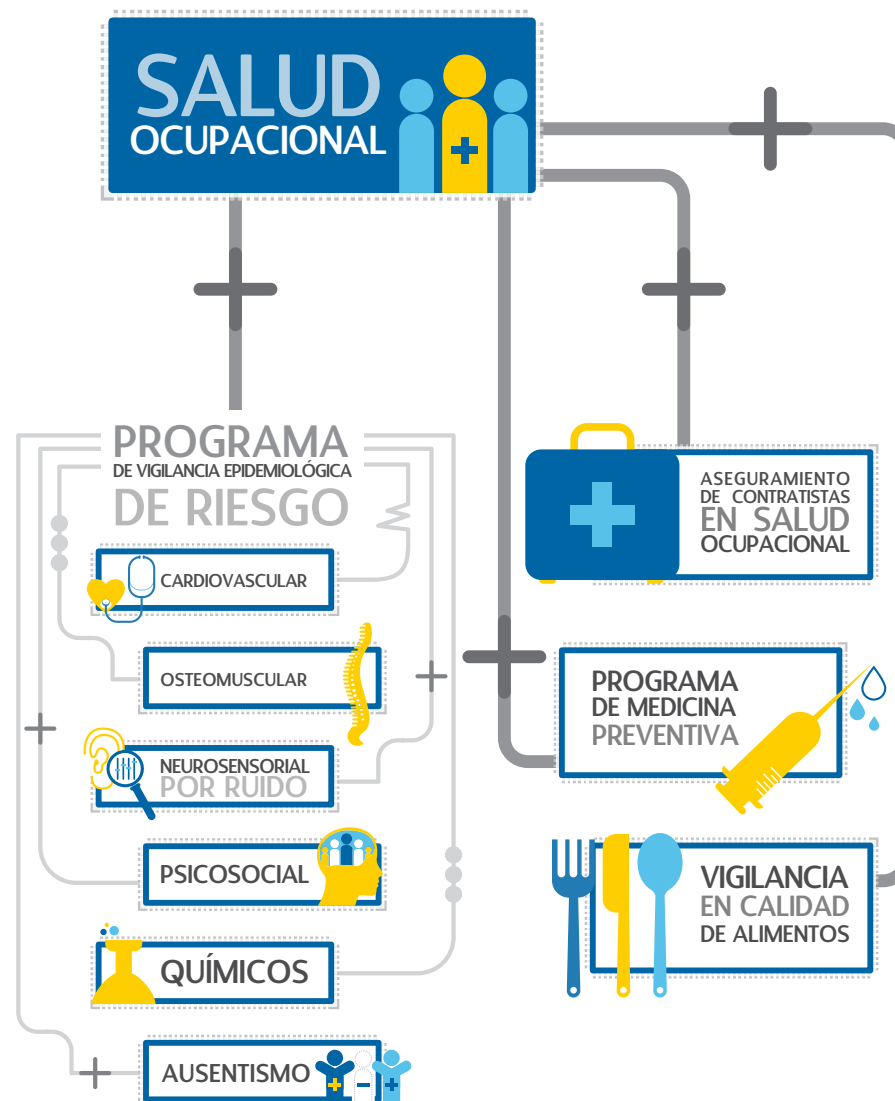 SALUD
OCUPACIONAL
PROGRAMA
DE VIGILANCIA EPIDEMIOLÓGICA
DE RIESGO
CARDIOVASCULAR
OSTEOMUSCULAR
NEUROSENSORIAL
POR RUIDO
PSICOSOCIAL
QUÍMICOS
AUSENTISMO
ASEGURAMIENTO
DE CONTRATISTAS
EN SALUD
OCUPACIONAL
PROGRAMA
DE MEDICINA
PREVENTIVA
VIGILANCIA
EN CALIDAD
DE ALIMENTOS